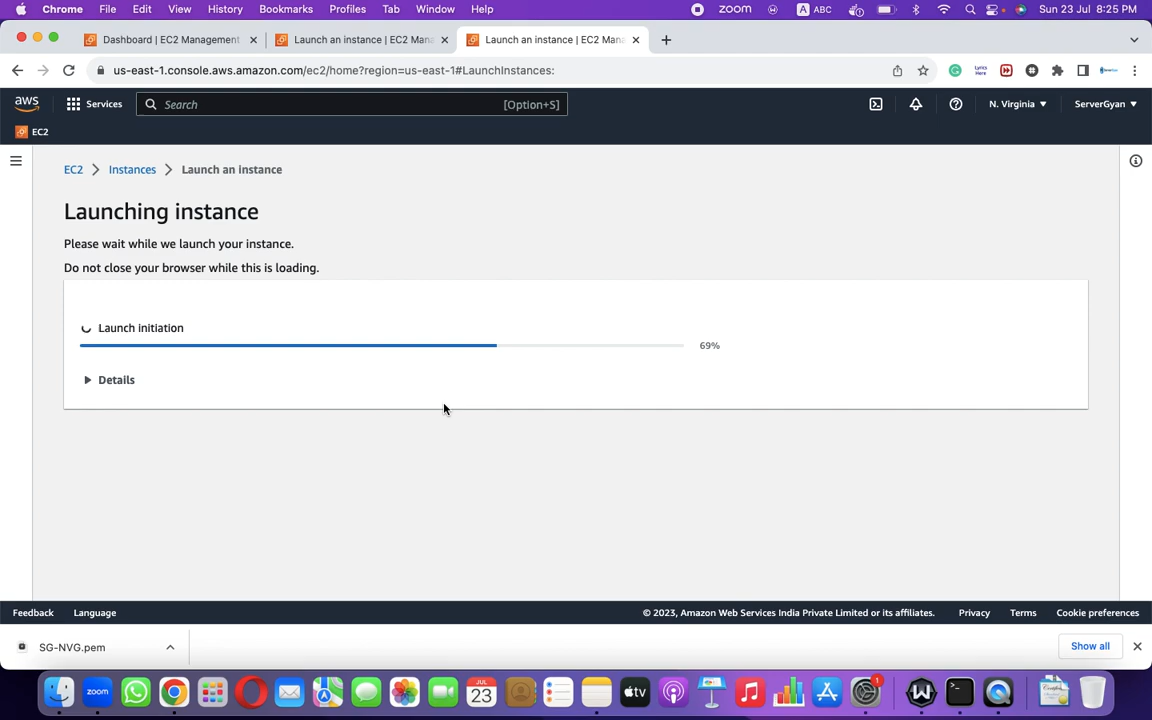 Chrome File Edit View History Bookmarks Profiles Tab Window Help zoom A ABC Sun 23 Jul 8:25 PM
Dashboard | EC2 Management Launch an instance | EC2 Man Launch an instance | EC2 Man
us-east-1.console.aws.amazon.com/ec2/home?region=us-east-1#LaunchInstances:
aws Services Search [Option+S] N. Virginia ServerGyan
EC2
EC2 Instances Launch an instance
Launching instance
Please wait while we launch your instance.
Do not close your browser while this is loading.
Launch initiation
69%
Details
Feedback Language © 2023, Amazon Web Services India Private Limited or its affiliates. Privacy Terms Cookie preferences
SG-NVG.pem Show all
zoom JUL 23 tv 1